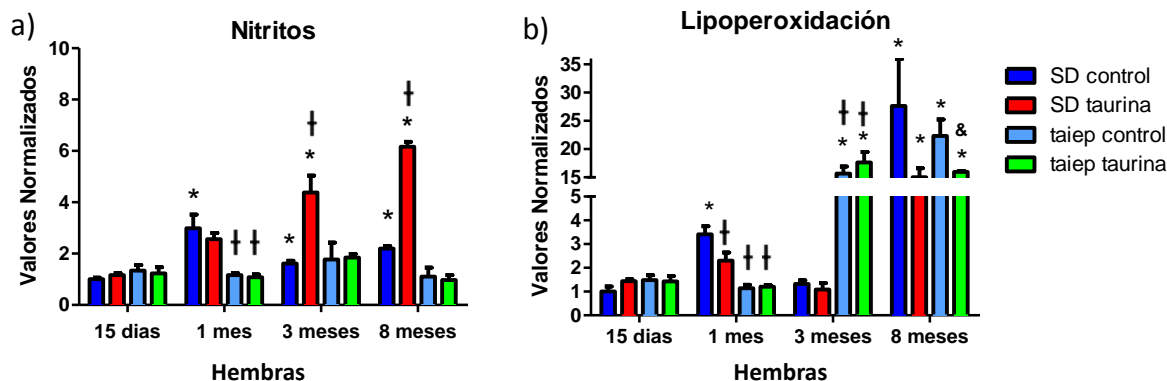 a)
Nitritos
Valores Normalizados
10
8
6
4
2
0
*
ⵐ ⵐ
*
ⵐ
*
*
ⵐ
*
15 dias 1 mes 3 meses 8 meses
Hembras
b)
Lipoperoxidación
Valores Normalizados
35
30
25
20
15
5
4
3
2
1
0
*
ⵐ
ⵐ ⵐ
ⵐ ⵐ
* *
*
*
*
&
*
15 dias 1 mes 3 meses 8 meses
Hembras
SD control
SD taurina
taiep control
taiep taurina